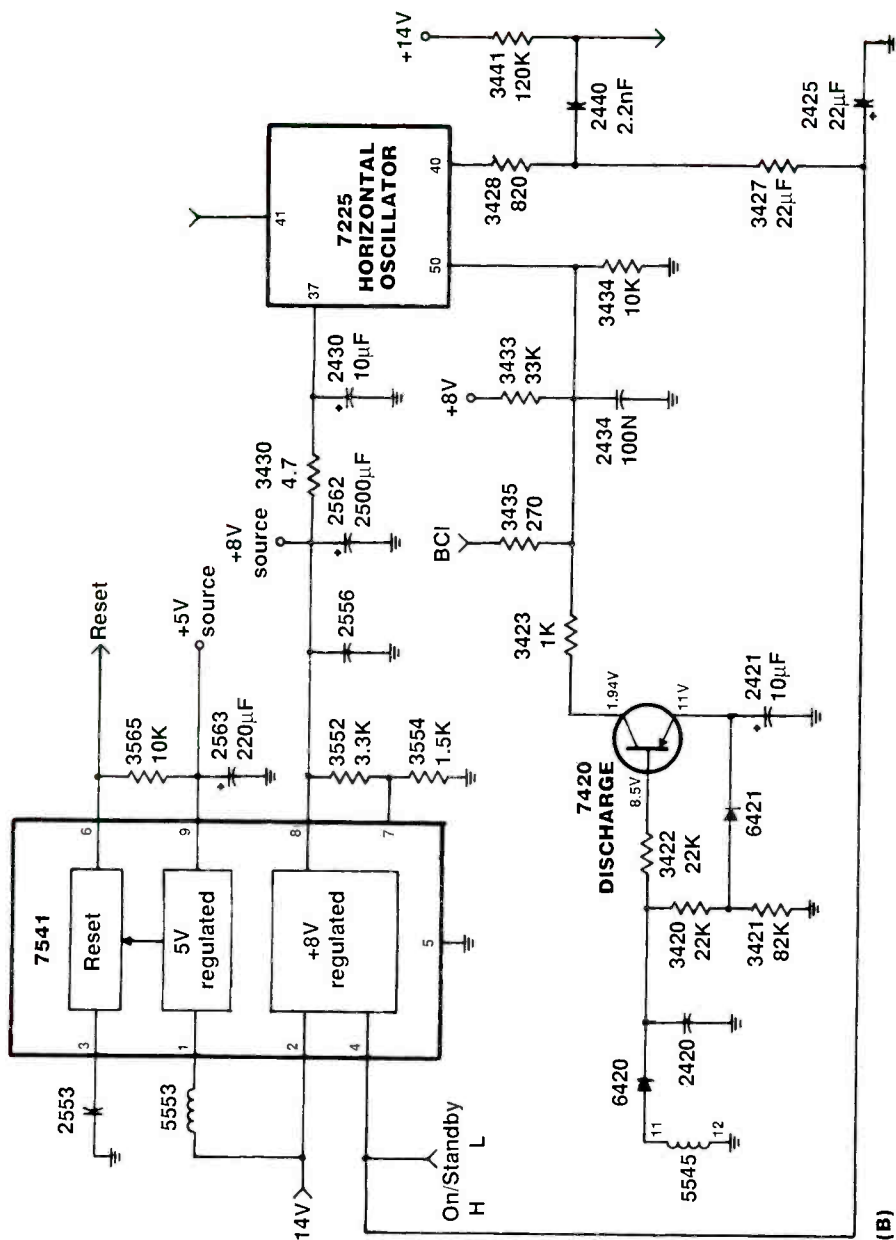 7541
Reset
5V
regulated
+8V
regulated
3
1
2
4
6
9
8
7
5
2553
5553
14V
On/Standby
H L
Reset
3565
10K
+5V
source
2563
220µF
3552
3.3K
3554
1.5K
2556
+8V
source
2562
2500µF
3430
4.7
2430
10µF
37
41
7225
HORIZONTAL
OSCILLATOR
50
40
+14V
3441
120K
2440
2.2nF
3428
820
3427
22µF
2425
22µF
3434
10K
+8V
3433
33K
2434
100N
BCI
3435
270
3423
1K
1.94V
11V
8.5V
7420
DISCHARGE
2421
10µF
6421
3422
22K
3420
22K
3421
82K
6420
2420
11
12
5545
(B)